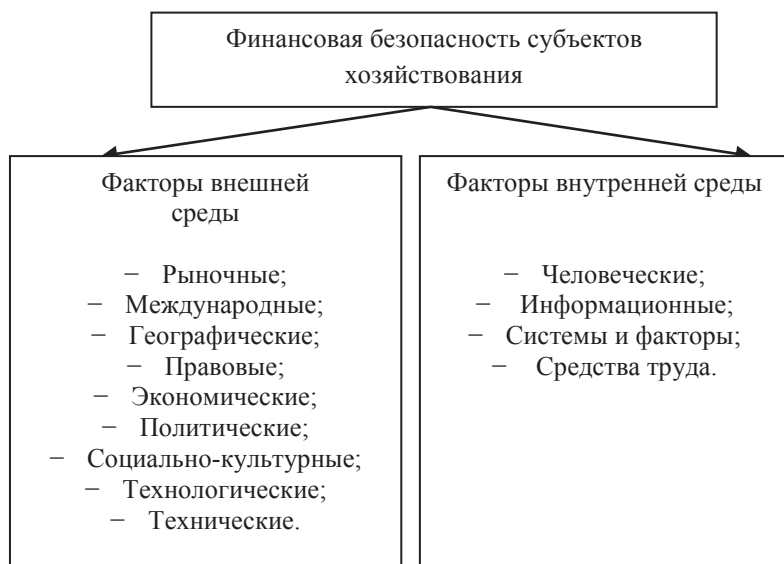 Финансовая безопасность субъектов
хозяйствования
Факторы внешней
среды
− Рыночные;
− Международные;
− Географические;
− Правовые;
− Экономические;
− Политические;
− Социально-культурные;
− Технологические;
− Технические.
Факторы внутренней среды
− Человеческие;
− Информационные;
− Системы и факторы;
− Средства труда.